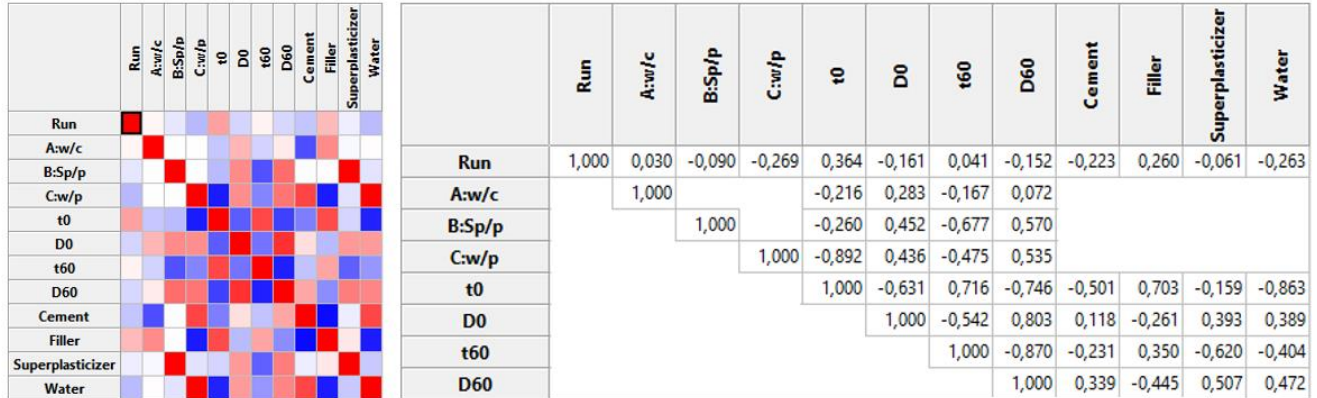 Run A:w/c B:Sp/p C:w/p t0 D0 t60 D60 Cement Filler Superplasticizer Water
Run
A:w/c
B:Sp/p
C:w/p
t0
D0
t60
D60
Cement
Filler
Superplasticizer
Water
Run A:w/c B:Sp/p C:w/p t0 D0 t60 D60 Cement Filler Superplasticizer Water
Run 1,000 0,030 -0,090 -0,269 0,364 -0,161 0,041 -0,152 -0,223 0,260 -0,061 -0,263
A:w/c 1,000 -0,216 0,283 -0,167 0,072
B:Sp/p 1,000 -0,260 0,452 -0,677 0,570
C:w/p 1,000 -0,892 0,436 -0,475 0,535
t0 1,000 -0,631 0,716 -0,746 -0,501 0,703 -0,159 -0,863
D0 1,000 -0,542 0,803 0,118 -0,261 0,393 0,389
t60 1,000 -0,870 -0,231 0,350 -0,620 -0,404
D60 1,000 0,339 -0,445 0,507 0,472